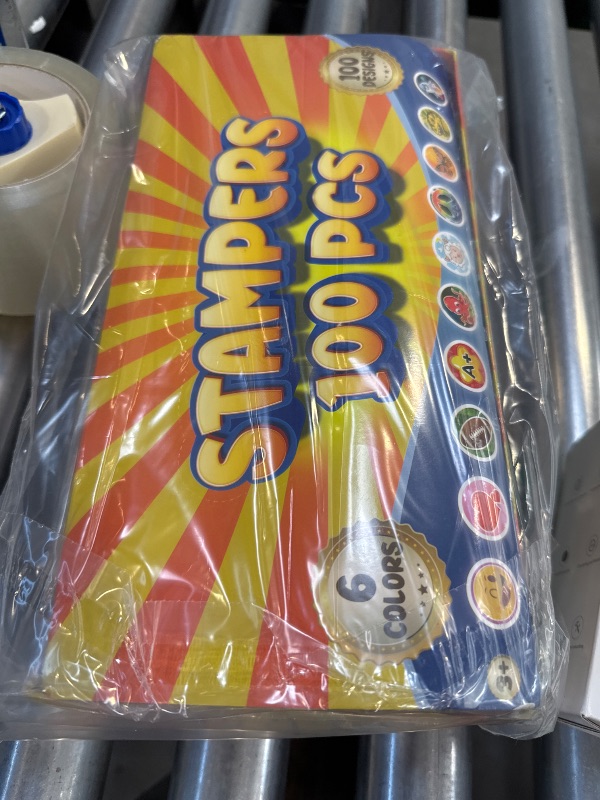 STAMPERS
100 PCS
100
DESIGNS
A+
6
COLORS
3+